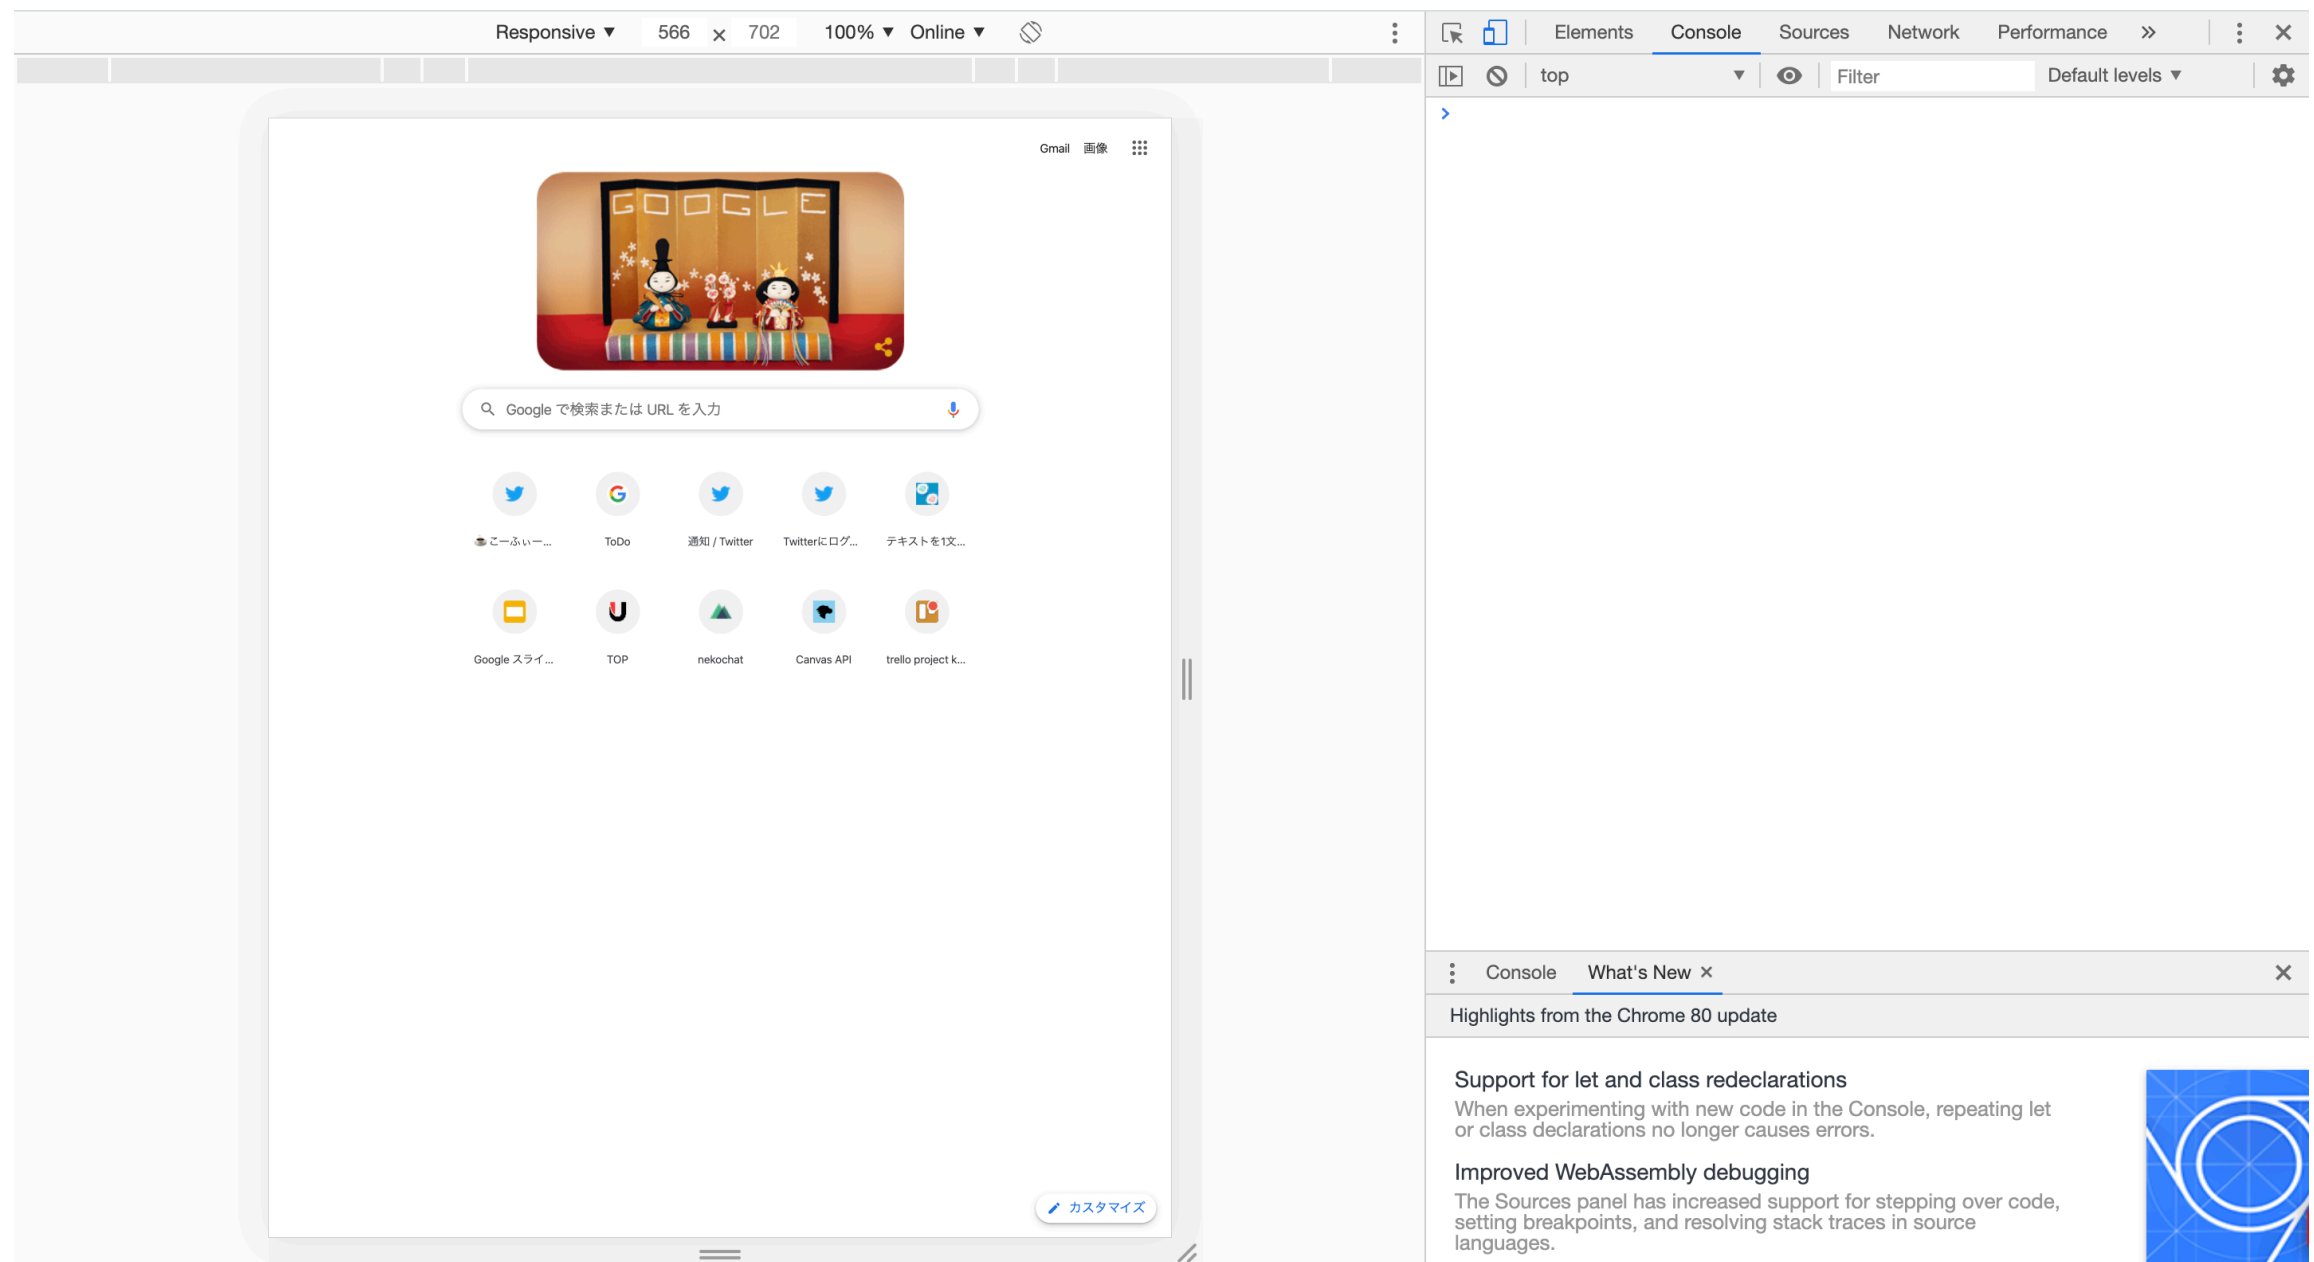 Responsive ▼ 566 × 702 100% ▼ Online ▼
Elements Console Sources Network Performance »
top ▼ Filter Default levels ▼
Gmail 画像
GOOGLE
Google で検索または URL を入力
☕こーふぃー... ToDo 通知 / Twitter Twitterにログ... テキストを1文...
Google スライ... TOP nekochat Canvas API trello project k...
カスタマイズ
Console What's New ×
Highlights from the Chrome 80 update
Support for let and class redeclarations
When experimenting with new code in the Console, repeating let
or class declarations no longer causes errors.
Improved WebAssembly debugging
The Sources panel has increased support for stepping over code,
setting breakpoints, and resolving stack traces in source
languages.